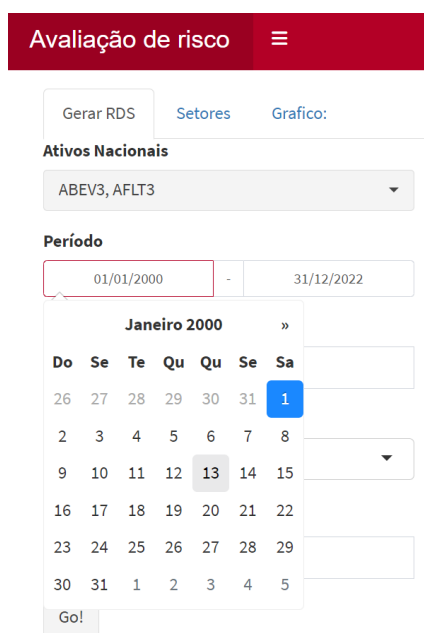 Avaliação de risco
Gerar RDS Setores Grafico:
Ativos Nacionais
ABEV3, AFLT3
Período
01/01/2000 - 31/12/2022
Janeiro 2000 »
Do Se Te Qu Qu Se Sa
26 27 28 29 30 31 1
2 3 4 5 6 7 8
9 10 11 12 13 14 15
16 17 18 19 20 21 22
23 24 25 26 27 28 29
30 31 1 2 3 4 5
Go!